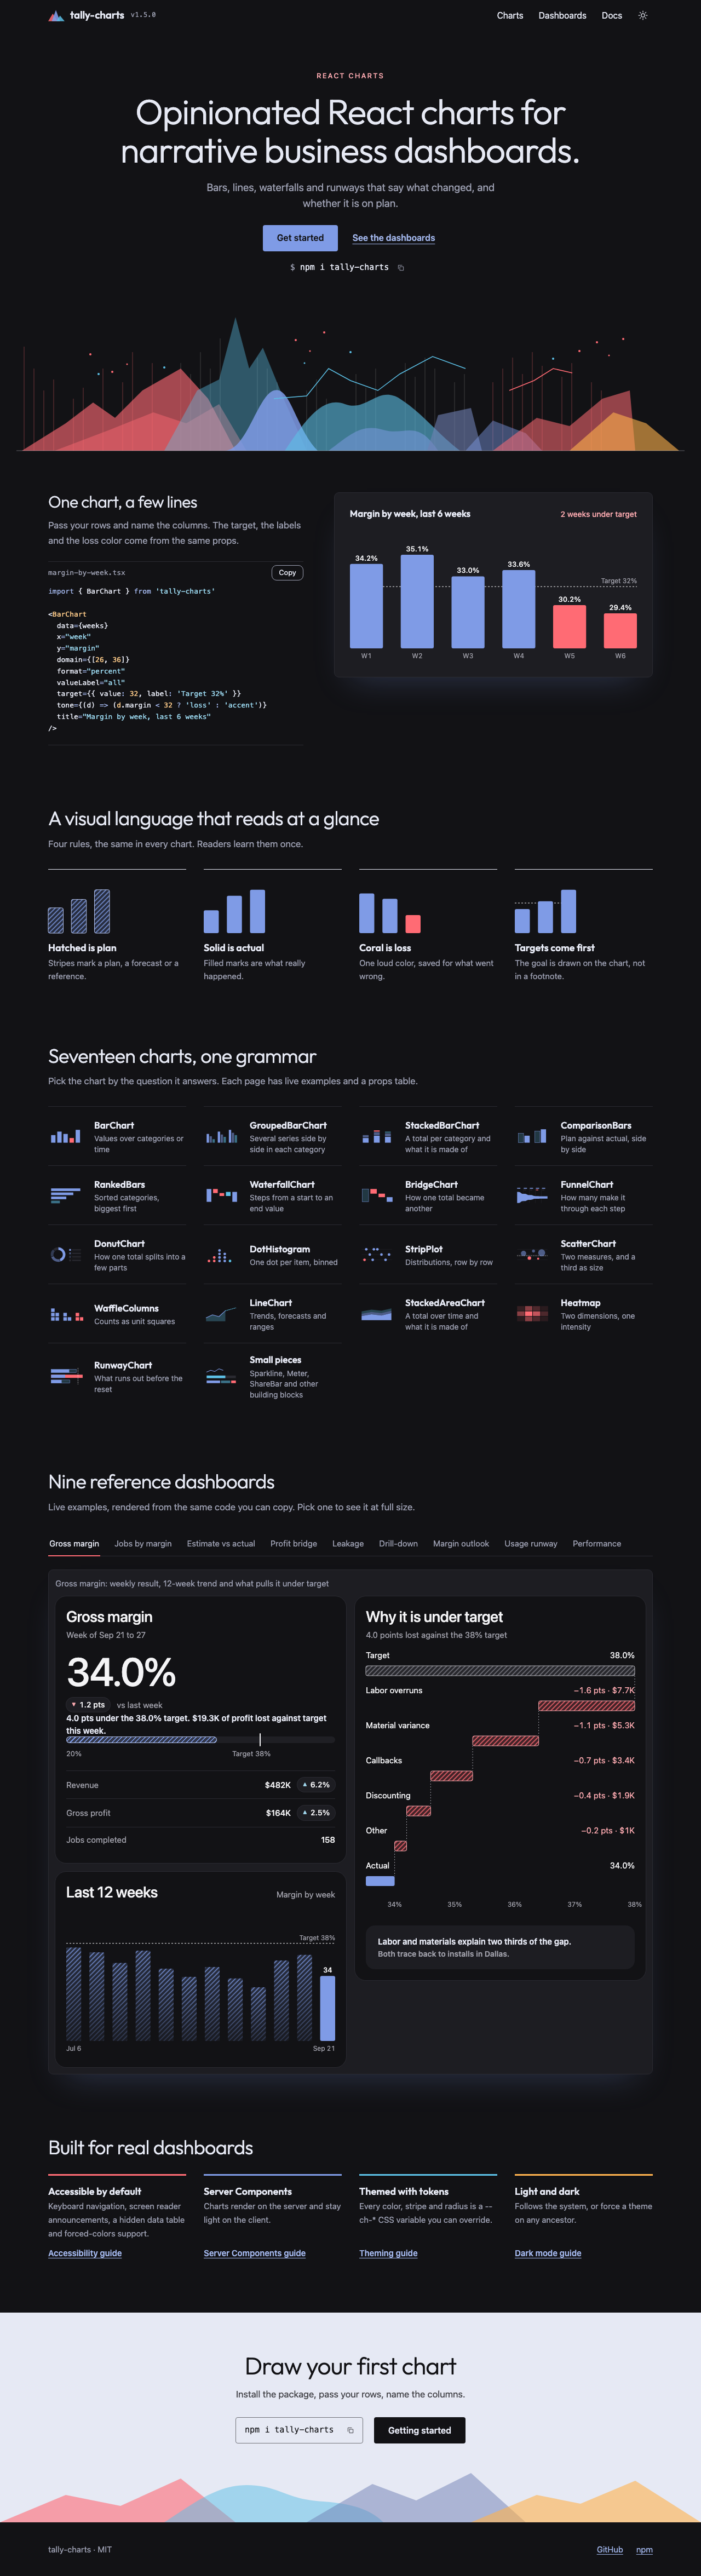 tally-charts v1.5.0
Charts Dashboards Docs
REACT CHARTS
Opinionated React charts for
narrative business dashboards.
Bars, lines, waterfalls and runways that say what changed, and
whether it is on plan.
Get started See the dashboards
$ npm i tally-charts
One chart, a few lines
Pass your rows and name the columns. The target, the labels
and the loss color come from the same props.
margin-by-week.tsx Copy
import { BarChart } from 'tally-charts'
<BarChart
data={weeks}
x="week"
y="margin"
domain={[26, 36]}
format="percent"
valueLabel="all"
target={{ value: 32, label: 'Target 32%' }}
tone={(d) => (d.margin < 32 ? 'loss' : 'accent')}
title="Margin by week, last 6 weeks"
/>
Margin by week, last 6 weeks 2 weeks under target
34.2% 35.1% 33.0% 33.6% 30.2% 29.4%
Target 32%
W1 W2 W3 W4 W5 W6
A visual language that reads at a glance
Four rules, the same in every chart. Readers learn them once.
Hatched is plan
Stripes mark a plan, a forecast or a
reference.
Solid is actual
Filled marks are what really
happened.
Coral is loss
One loud color, saved for what went
wrong.
Targets come first
The goal is drawn on the chart, not
in a footnote.
Seventeen charts, one grammar
Pick the chart by the question it answers. Each page has live examples and a props table.
BarChart
Values over categories or
time
GroupedBarChart
Several series side by
side in each category
StackedBarChart
A total per category and
what it is made of
ComparisonBars
Plan against actual, side
by side
RankedBars
Sorted categories,
biggest first
WaterfallChart
Steps from a start to an
end value
BridgeChart
How one total became
another
FunnelChart
How many make it
through each step
DonutChart
How one total splits into a
few parts
DotHistogram
One dot per item, binned
StripPlot
Distributions, row by row
ScatterChart
Two measures, and a
third as size
WaffleColumns
Counts as unit squares
LineChart
Trends, forecasts and
ranges
StackedAreaChart
A total over time and
what it is made of
Heatmap
Two dimensions, one
intensity
RunwayChart
What runs out before the
reset
Small pieces
Sparkline, Meter,
ShareBar and other
building blocks
Nine reference dashboards
Live examples, rendered from the same code you can copy. Pick one to see it at full size.
Gross margin Jobs by margin Estimate vs actual Profit bridge Leakage Drill-down Margin outlook Usage runway Performance
Gross margin: weekly result, 12-week trend and what pulls it under target
Gross margin
Week of Sep 21 to 27
34.0%
▼ 1.2 pts vs last week
4.0 pts under the 38.0% target. $19.3K of profit lost against target
this week.
20% Target 38%
Revenue $482K ▲ 6.2%
Gross profit $164K ▲ 2.5%
Jobs completed 158
Last 12 weeks Margin by week
Target 38%
34
Jul 6 Sep 21
Why it is under target
4.0 points lost against the 38% target
Target 38.0%
Labor overruns −1.6 pts · $7.7K
Material variance −1.1 pts · $5.3K
Callbacks −0.7 pts · $3.4K
Discounting −0.4 pts · $1.9K
Other −0.2 pts · $1K
Actual 34.0%
34% 35% 36% 37% 38%
Labor and materials explain two thirds of the gap.
Both trace back to installs in Dallas.
Built for real dashboards
Accessible by default
Keyboard navigation, screen reader
announcements, a hidden data table
and forced-colors support.
Accessibility guide
Server Components
Charts render on the server and stay
light on the client.
Server Components guide
Themed with tokens
Every color, stripe and radius is a --
ch-* CSS variable you can override.
Theming guide
Light and dark
Follows the system, or force a theme
on any ancestor.
Dark mode guide
Draw your first chart
Install the package, pass your rows, name the columns.
npm i tally-charts Getting started
tally-charts · MIT GitHub npm